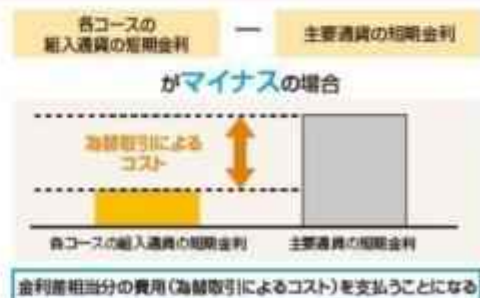 各コースの
組入通貨の短期金利
ー
主要通貨の短期金利
がマイナスの場合
為替取引による
コスト
各コースの組入通貨の短期金利
主要通貨の短期金利
金利差相当分の費用(為替取引によるコスト)を支払うことになる